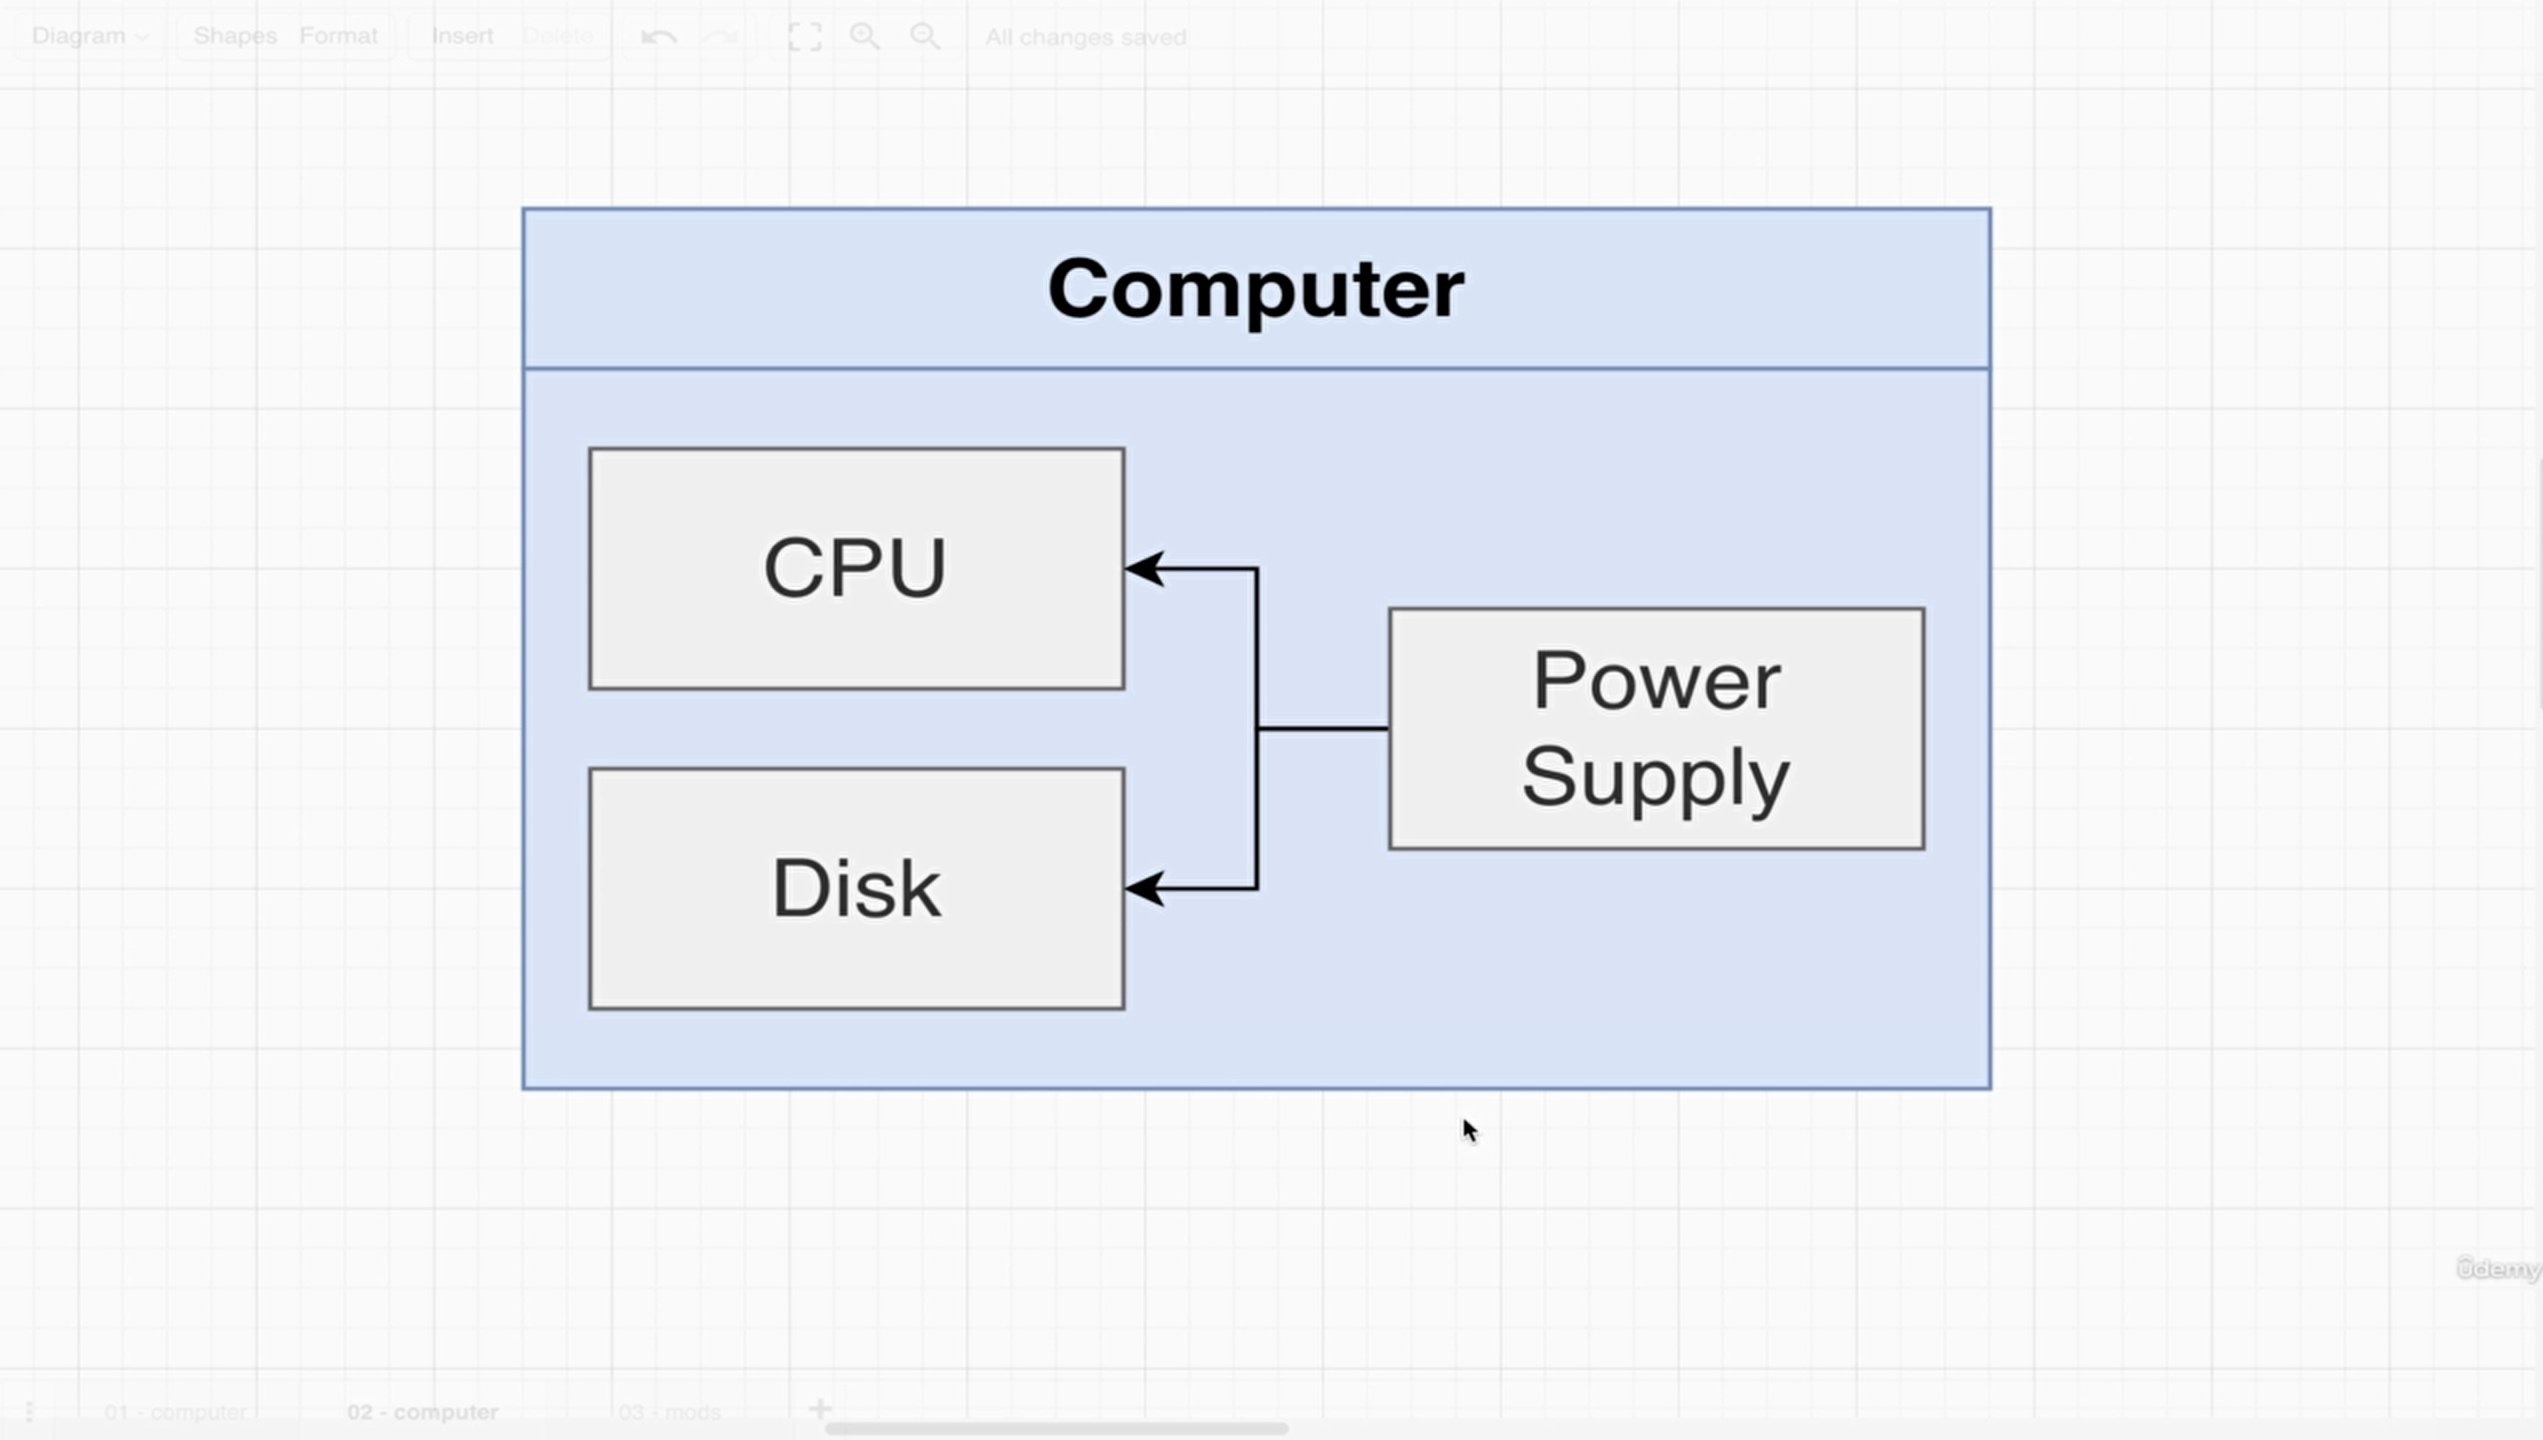 Diagram
Shapes
Format
Insert
Delete
All changes saved
Computer
CPU
Power
Supply
Disk
ûdemy
01 - computer
02 - computer
03 - mods